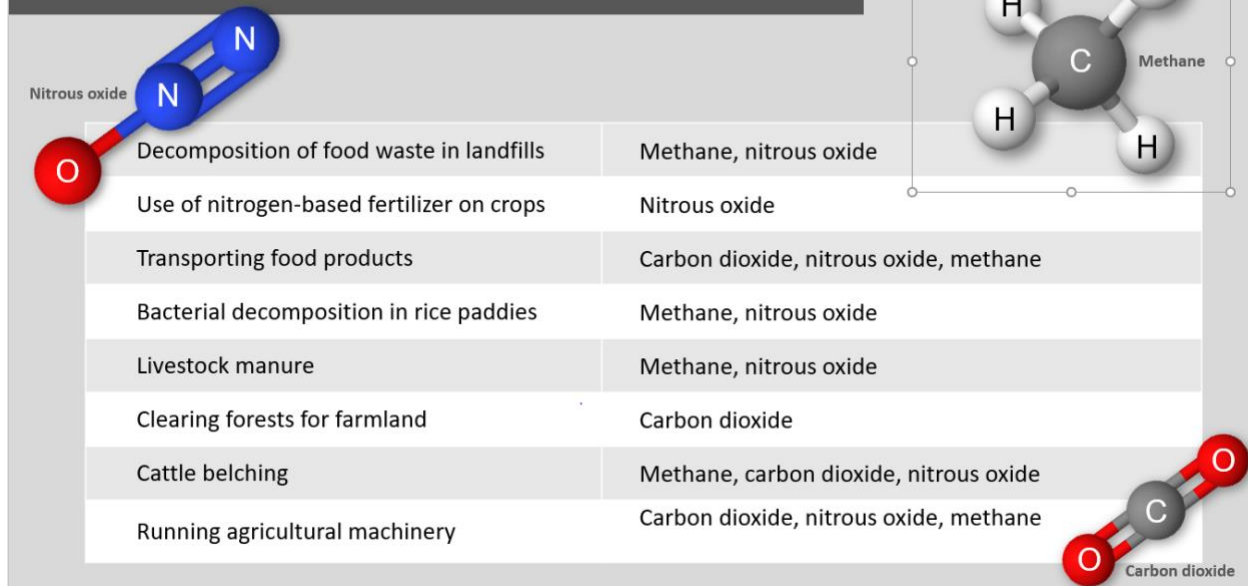 H
N
C
Methane
Nitrous oxide
N
H
H
O
Decomposition of food waste in landfills
Methane, nitrous oxide
Use of nitrogen-based fertilizer on crops
Nitrous oxide
Transporting food products
Carbon dioxide, nitrous oxide, methane
Bacterial decomposition in rice paddies
Methane, nitrous oxide
Livestock manure
Methane, nitrous oxide
Clearing forests for farmland
Carbon dioxide
Cattle belching
Methane, carbon dioxide, nitrous oxide
O
Running agricultural machinery
Carbon dioxide, nitrous oxide, methane
C
O
Carbon dioxide